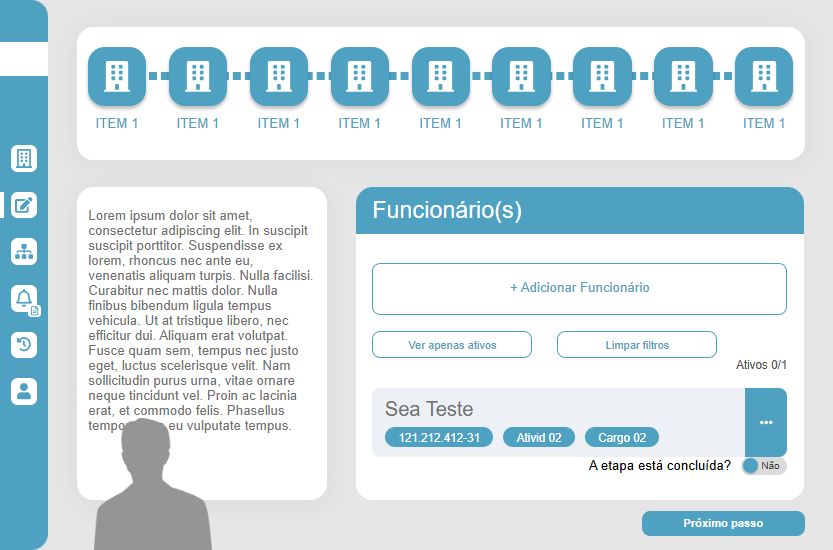 ITEM 1 ITEM 1 ITEM 1 ITEM 1 ITEM 1 ITEM 1 ITEM 1 ITEM 1 ITEM 1
Lorem ipsum dolor sit amet,
consectetur adipiscing elit. In suscipit
suscipit porttitor. Suspendisse ex
lorem, rhoncus nec ante eu,
venenatis aliquam turpis. Nulla facilisi.
Curabitur nec mattis dolor. Nulla
finibus bibendum ligula tempus
vehicula. Ut at tristique libero, nec
efficitur dui. Aliquam erat volutpat.
Fusce quam sem, tempus nec justo
eget, luctus scelerisque velit. Nam
sollicitudin purus urna, vitae ornare
neque tincidunt vel. Proin ac lacinia
erat, et commodo felis. Phasellus
eu vulputate tempus.
Funcionário(s)
+ Adicionar Funcionário
Ver apenas ativos Limpar filtros
Ativos 0/1
Sea Teste
121.212.412-31 Ativid 02 Cargo 02
A etapa está concluída? Não
Próximo passo